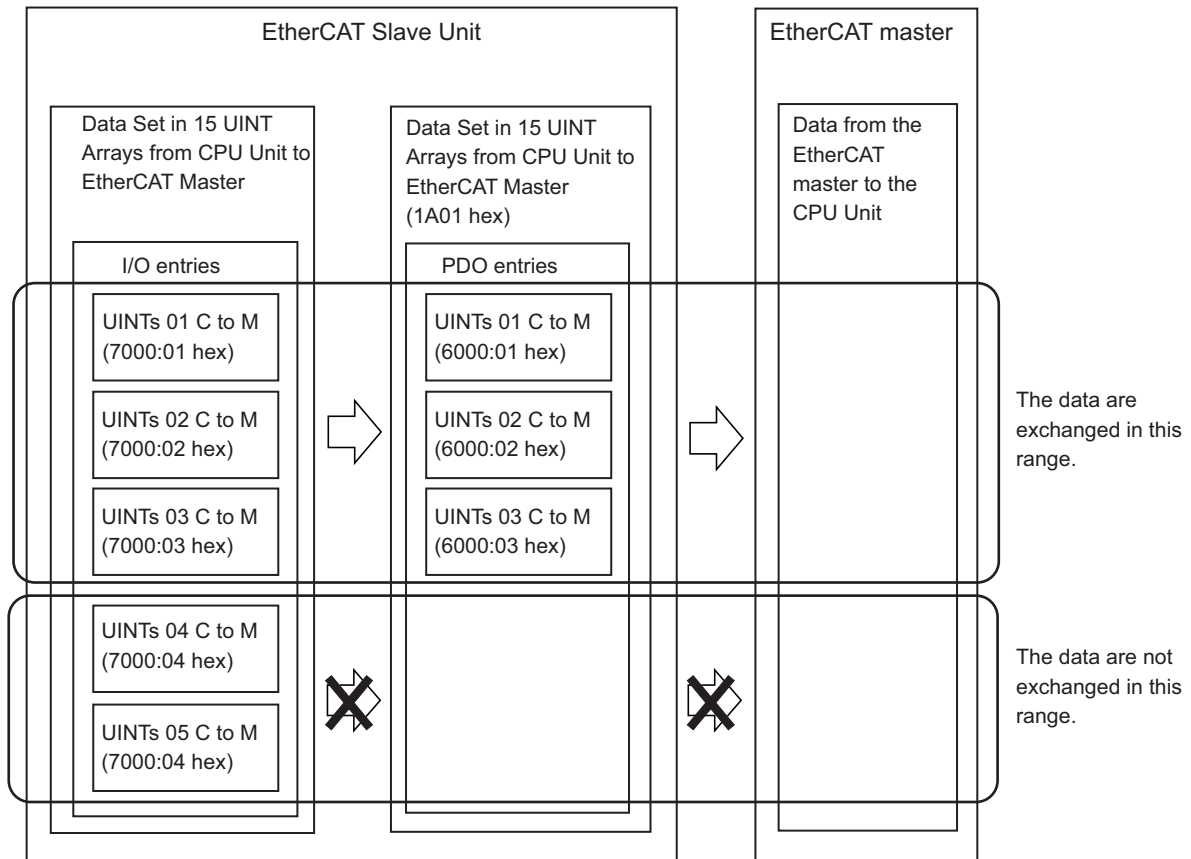 EtherCAT Slave Unit
EtherCAT master
Data Set in 15 UINT
Arrays from CPU Unit to
EtherCAT Master
Data Set in 15 UINT
Arrays from CPU Unit to
EtherCAT Master
(1A01 hex)
Data from the
EtherCAT
master to the
CPU Unit
I/O entries
PDO entries
UINTs 01 C to M
(7000:01 hex)
UINTs 01 C to M
(6000:01 hex)
UINTs 02 C to M
(7000:02 hex)
UINTs 02 C to M
(6000:02 hex)
UINTs 03 C to M
(7000:03 hex)
UINTs 03 C to M
(6000:03 hex)
The data are
exchanged in this
range.
UINTs 04 C to M
(7000:04 hex)
UINTs 05 C to M
(7000:04 hex)
The data are not
exchanged in this
range.